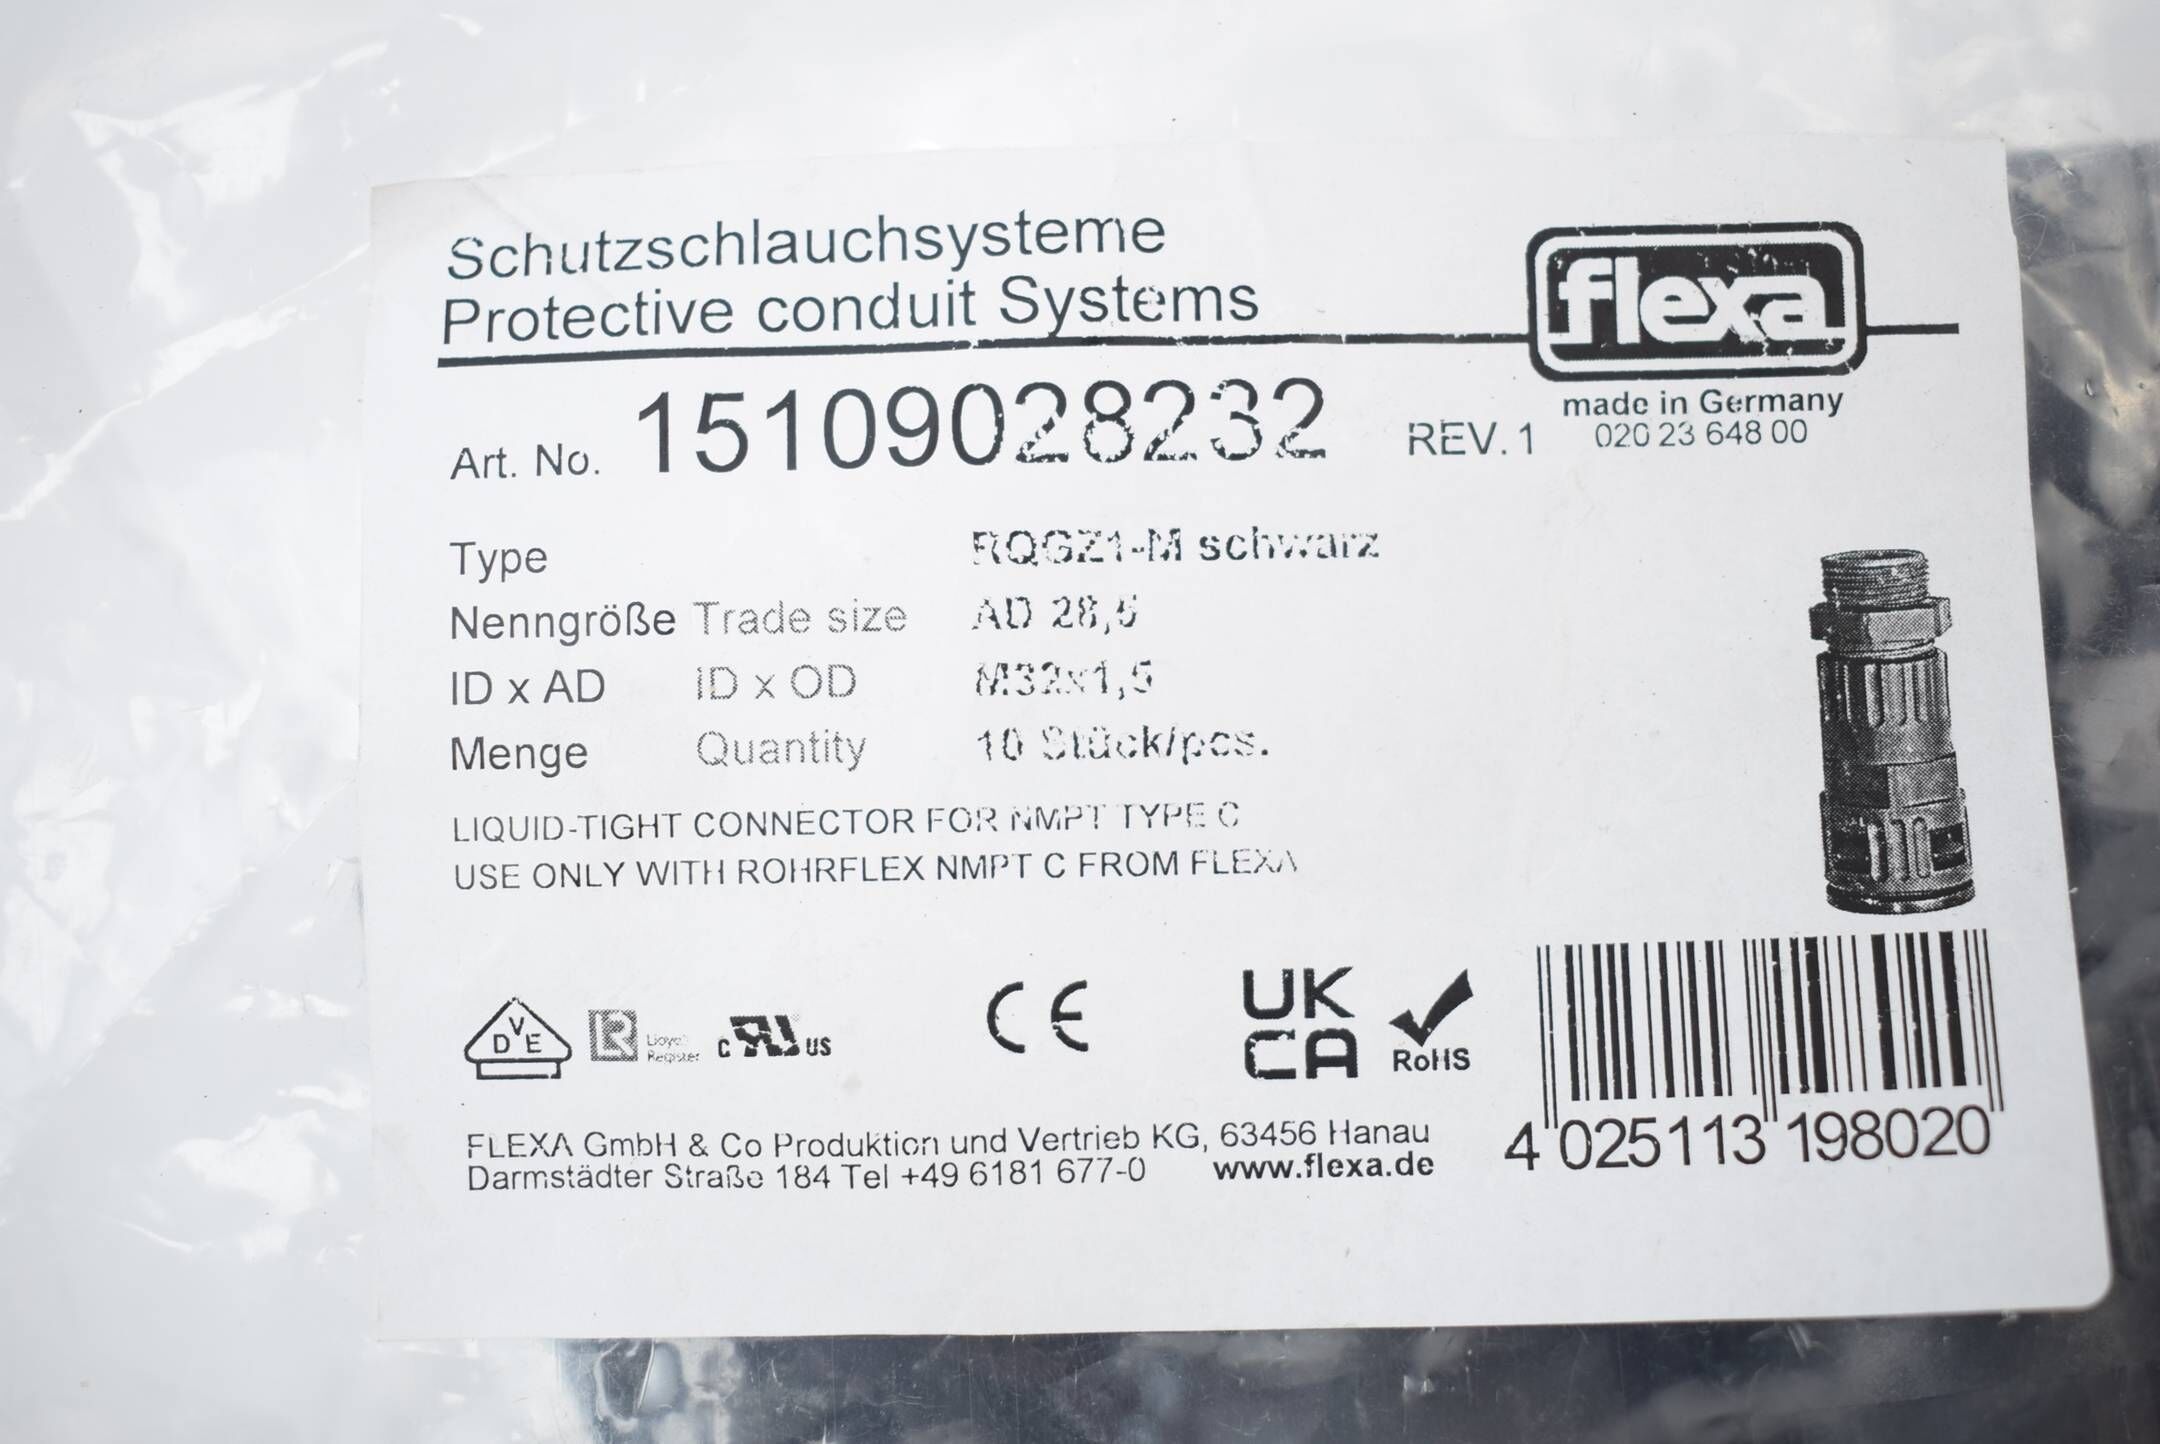 Schutzschlauchsysteme
Protective conduit Systems
flexa
made in Germany
020 23 648 00
Art. No. 15109028232 REV. 1
Type RQGZ1-M schwarz
Nenngröße Trade size AD 28,5
ID x AD ID x OD M32x1,5
Menge Quantity 10 Stück/pcs.
LIQUID-TIGHT CONNECTOR FOR NMPT TYPE C
USE ONLY WITH ROHRFLEX NMPT C FROM FLEXA
VDE LR Lloyd's Register c RU US CE UK CA RoHS
FLEXA GmbH & Co Produktion und Vertrieb KG, 63456 Hanau
Darmstädter Straße 184 Tel +49 6181 677-0 www.flexa.de
4 025113 198020